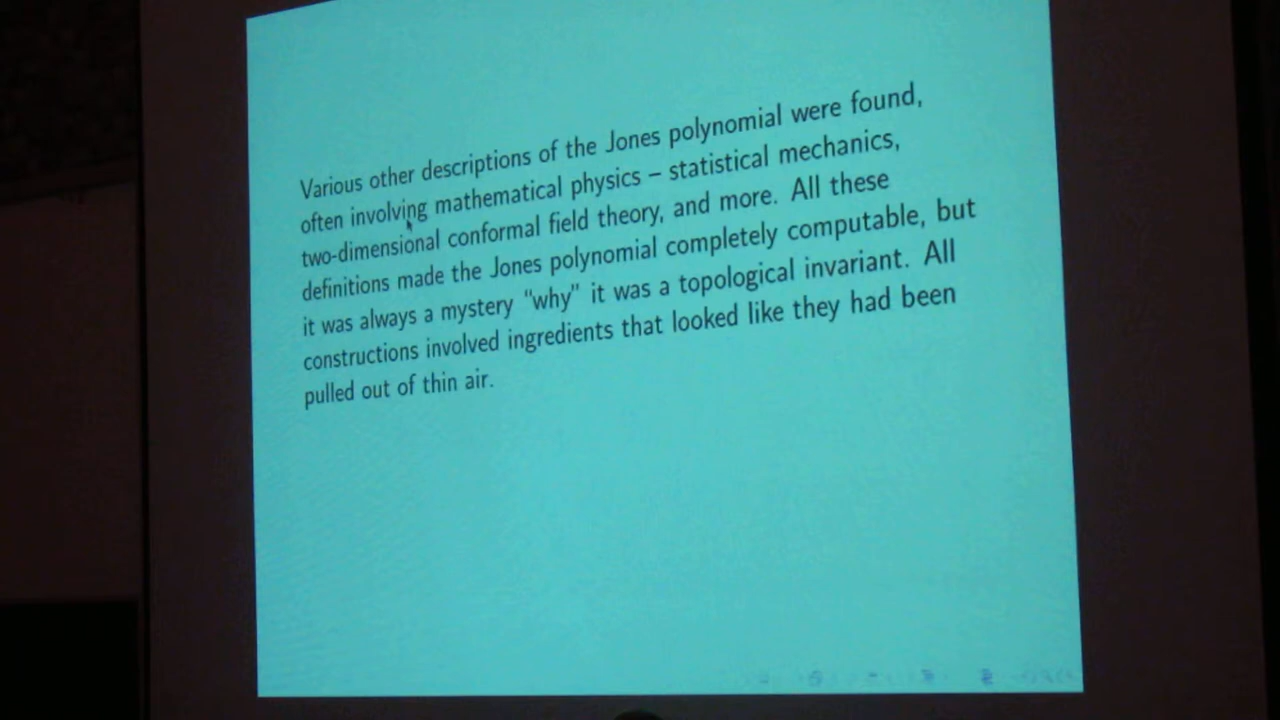 Various other descriptions of the Jones polynomial were found,
often involving mathematical physics – statistical mechanics,
two-dimensional conformal field theory, and more. All these
definitions made the Jones polynomial completely computable, but
it was always a mystery “why” it was a topological invariant. All
constructions involved ingredients that looked like they had been
pulled out of thin air.